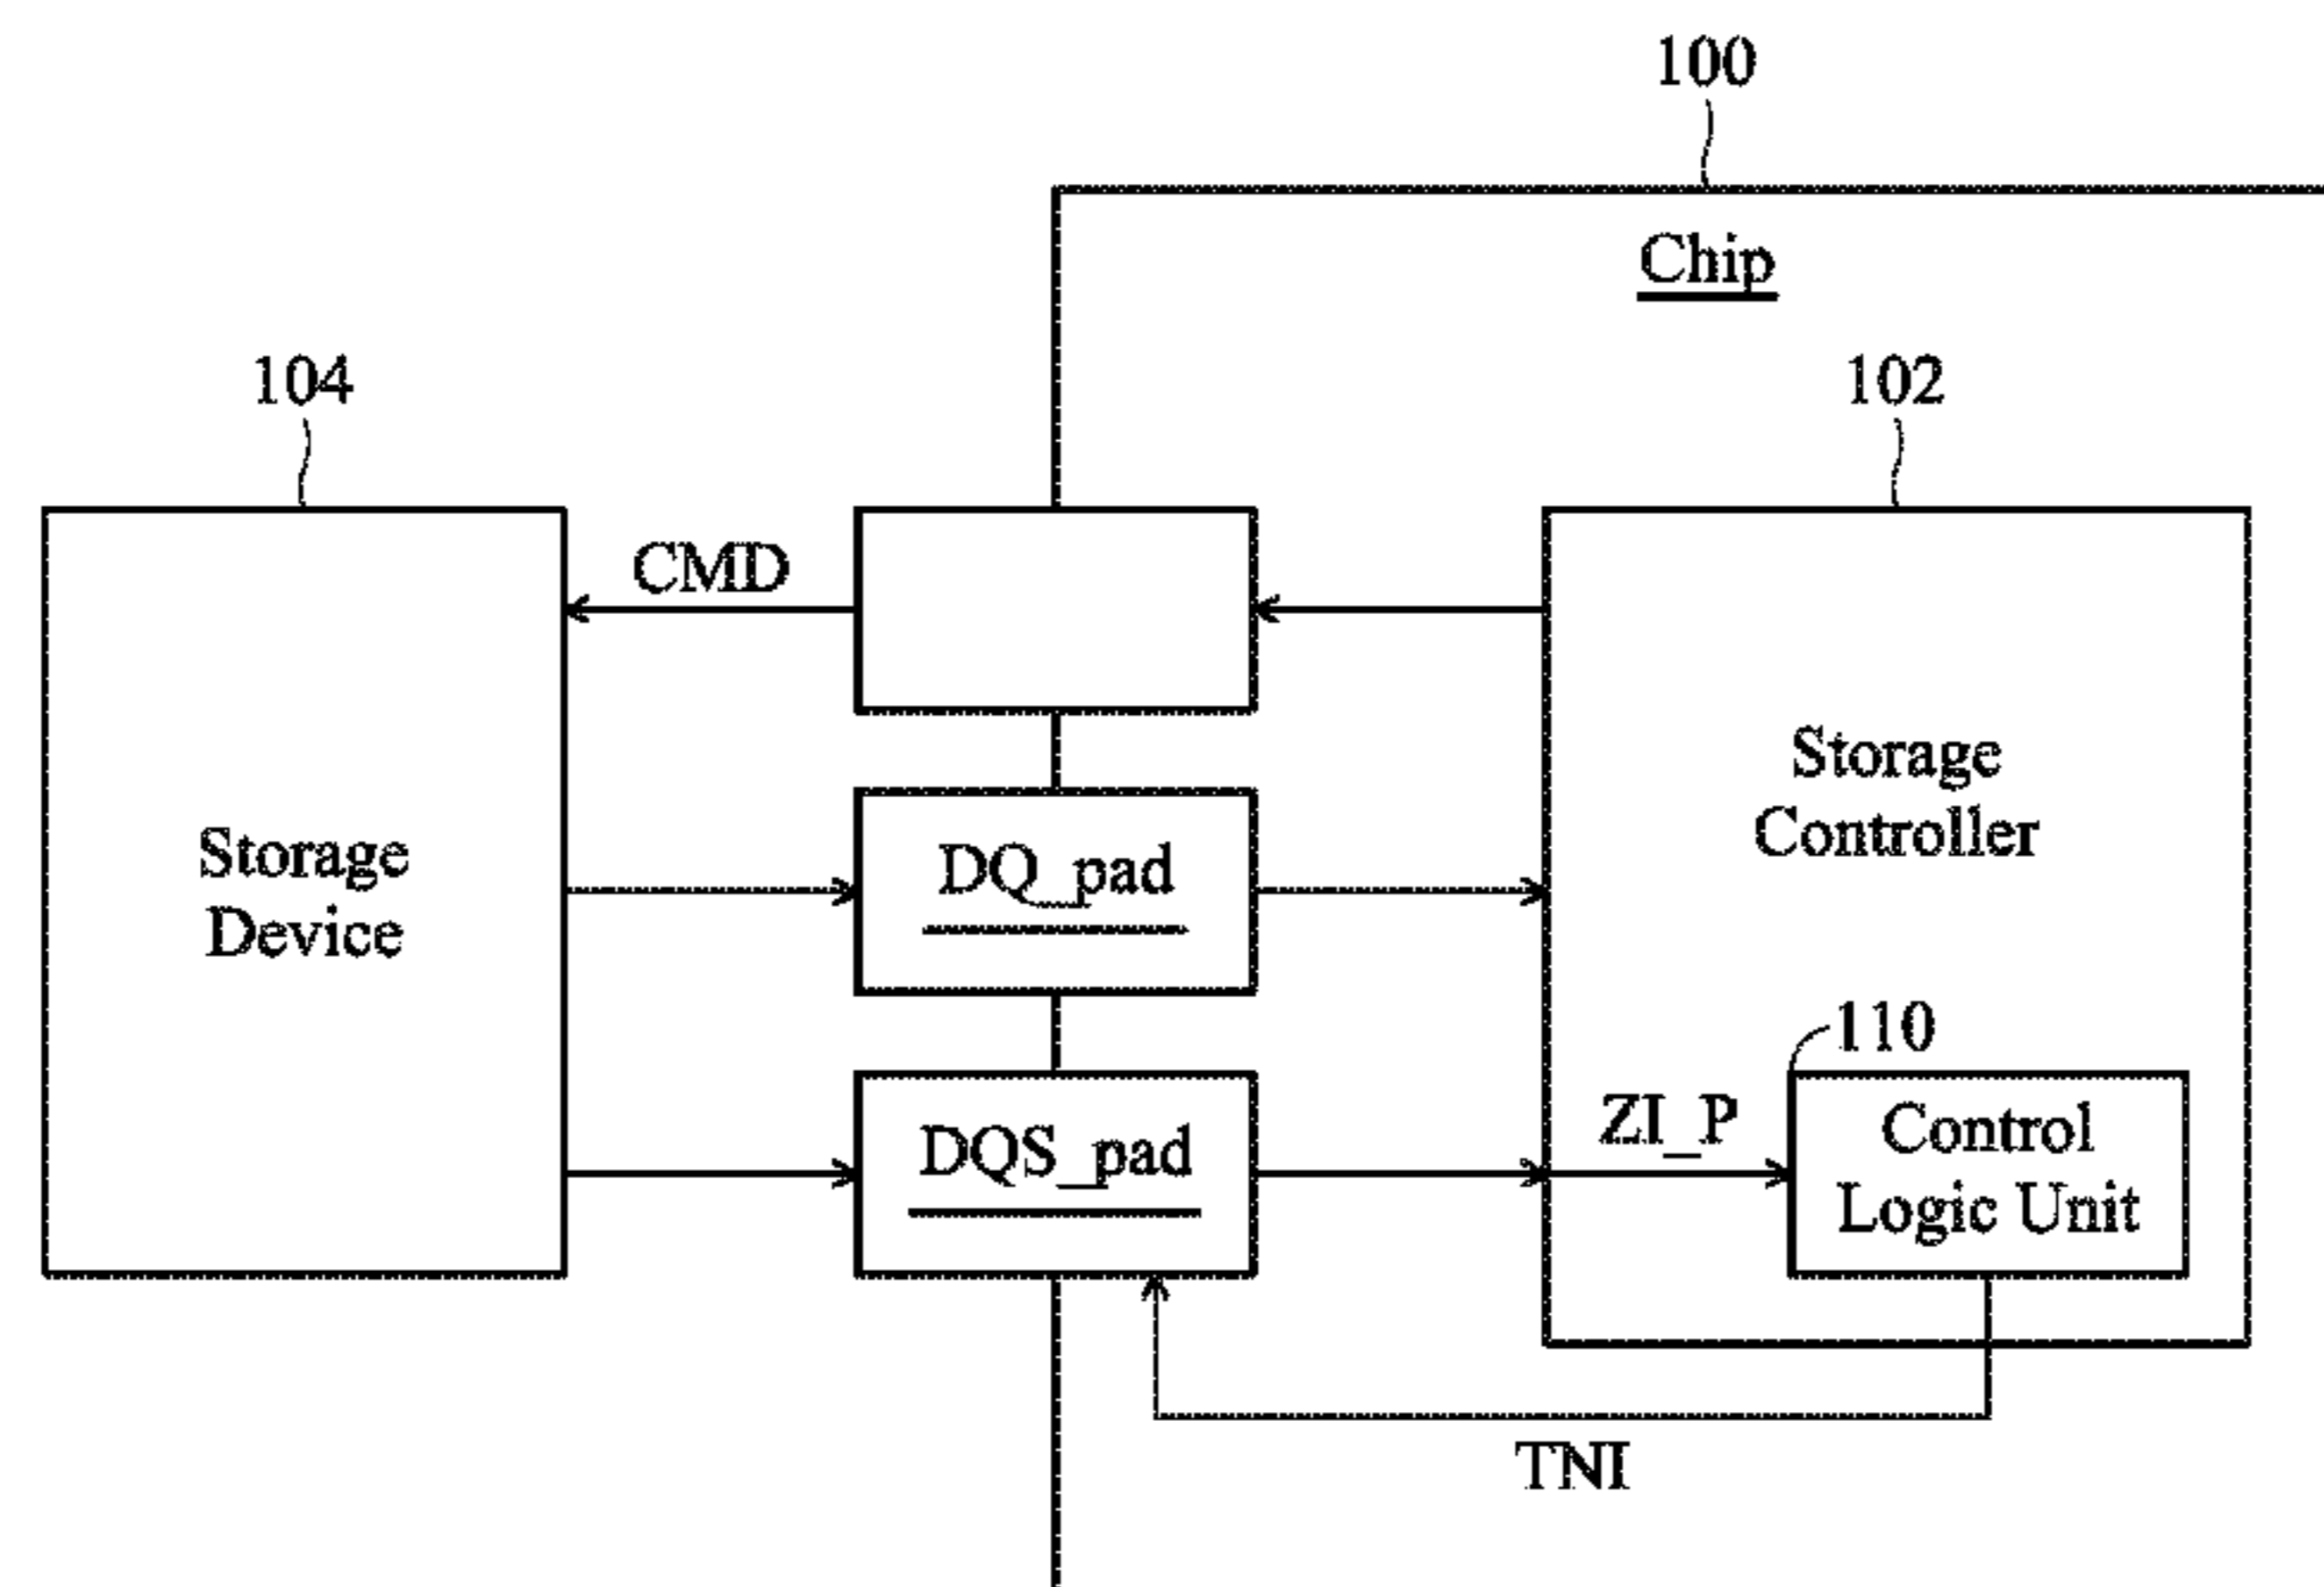 100
Chip
104
102
CMD
Storage
Controller
DQ_pad
Storage
Device
110
ZI_P
Control
Logic Unit
DQS_pad
TNI